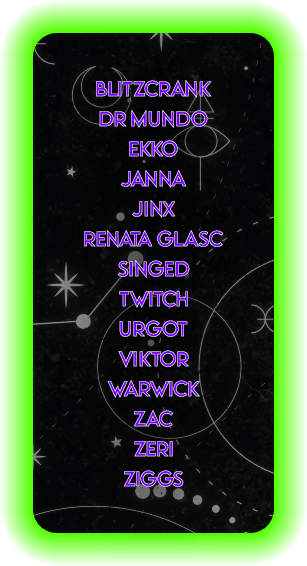 BLITZCRANK
DR MUNDO
EKKO
JANNA
JINX
RENATA GLASC
SINGED
TWITCH
URGOT
VIKTOR
WARWICK
ZAC
ZERI
ZIGGS